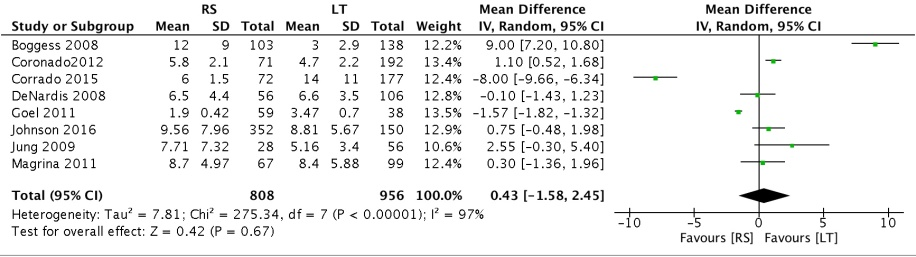 RS LT Mean Difference Mean Difference
Study or Subgroup Mean SD Total Mean SD Total Weight IV, Random, 95% CI IV, Random, 95% CI
Boggess 2008 12 9 103 3 2.9 138 12.2% 9.00 [7.20, 10.80]
Coronado2012 5.8 2.1 71 4.7 2.2 192 13.4% 1.10 [0.52, 1.68]
Corrado 2015 6 1.5 72 14 11 177 12.3% -8.00 [-9.66, -6.34]
DeNardis 2008 6.5 4.4 56 6.6 3.5 106 12.8% -0.10 [-1.43, 1.23]
Goel 2011 1.9 0.42 59 3.47 0.7 38 13.5% -1.57 [-1.82, -1.32]
Johnson 2016 9.56 7.96 352 8.81 5.67 150 12.9% 0.75 [-0.48, 1.98]
Jung 2009 7.71 7.32 28 5.16 3.4 56 10.6% 2.55 [-0.30, 5.40]
Magrina 2011 8.7 4.97 67 8.4 5.88 99 12.4% 0.30 [-1.36, 1.96]
Total (95% CI) 808 956 100.0% 0.43 [-1.58, 2.45]
Heterogeneity: Tau² = 7.81; Chi² = 275.34, df = 7 (P < 0.00001); I² = 97%
Test for overall effect: Z = 0.42 (P = 0.67)
-10 -5 0 5 10
Favours [RS] Favours [LT]